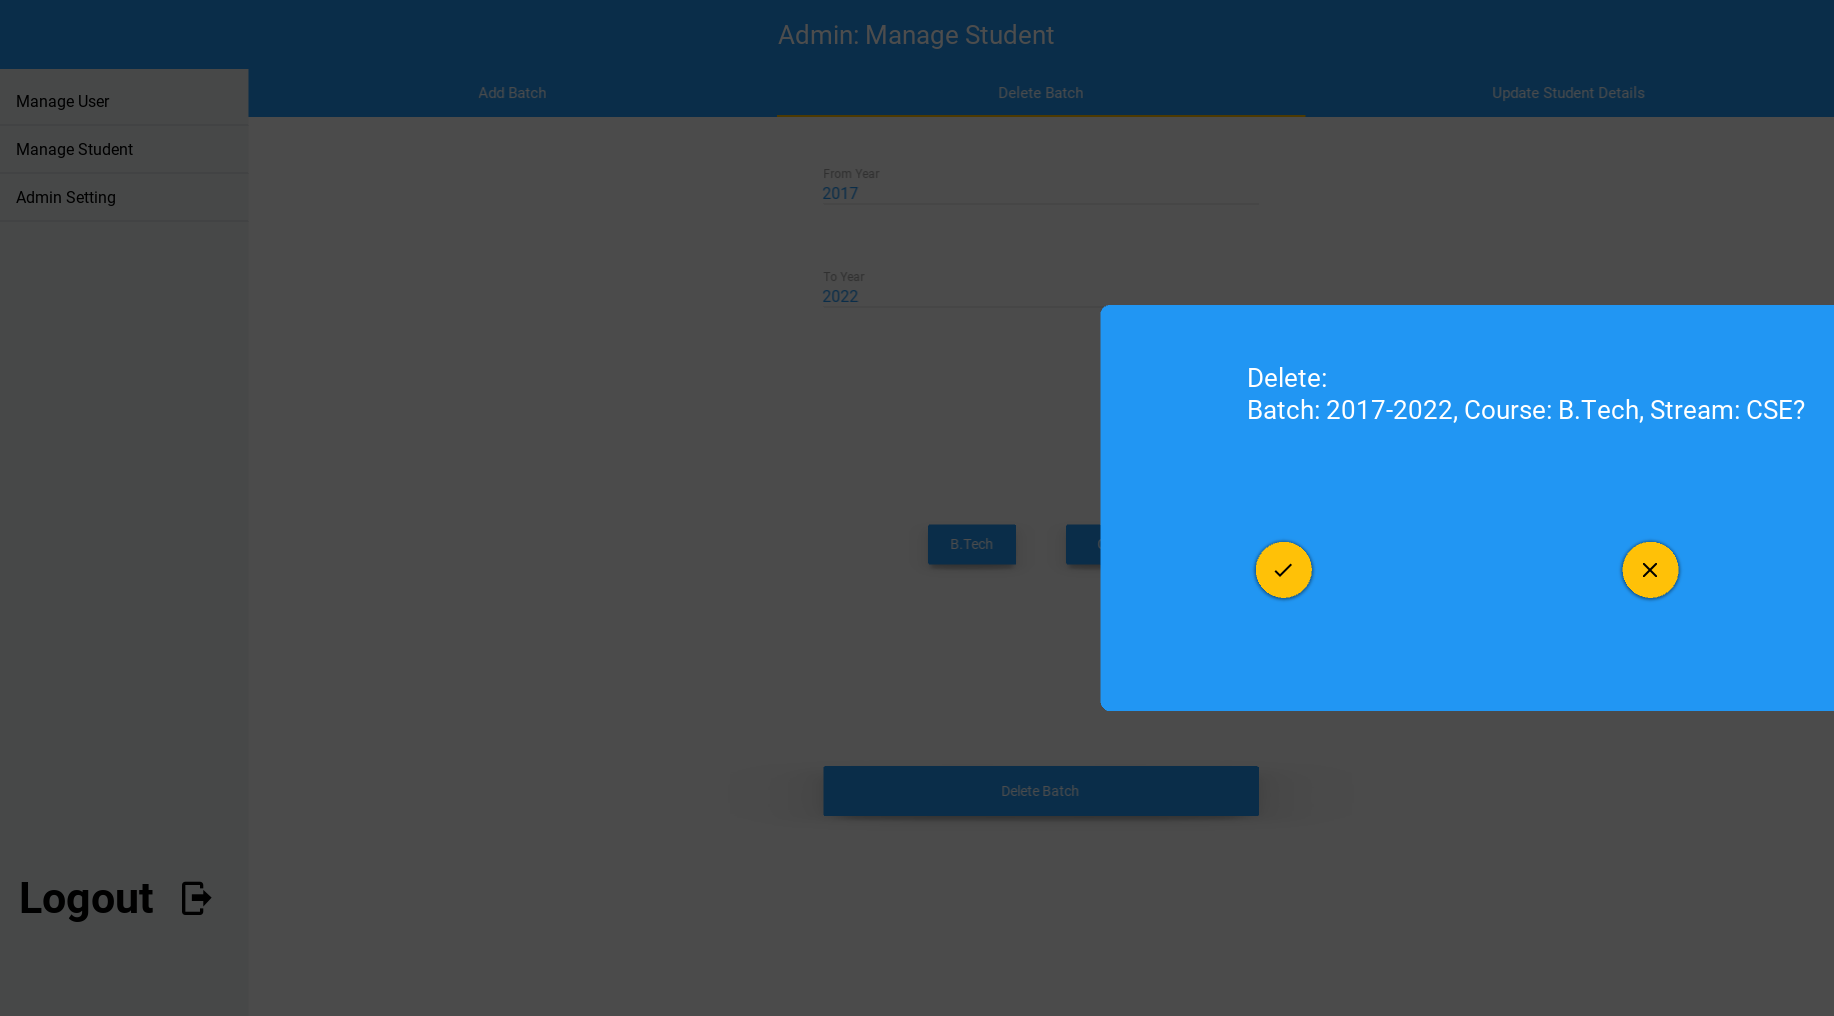 Admin: Manage Student
Add Batch
Delete Batch
Update Student Details
Manage User
Manage Student
Admin Setting
From Year
2017
To Year
2022
Delete:
Batch: 2017-2022, Course: B.Tech, Stream: CSE?
B.Tech
Delete Batch
Logout